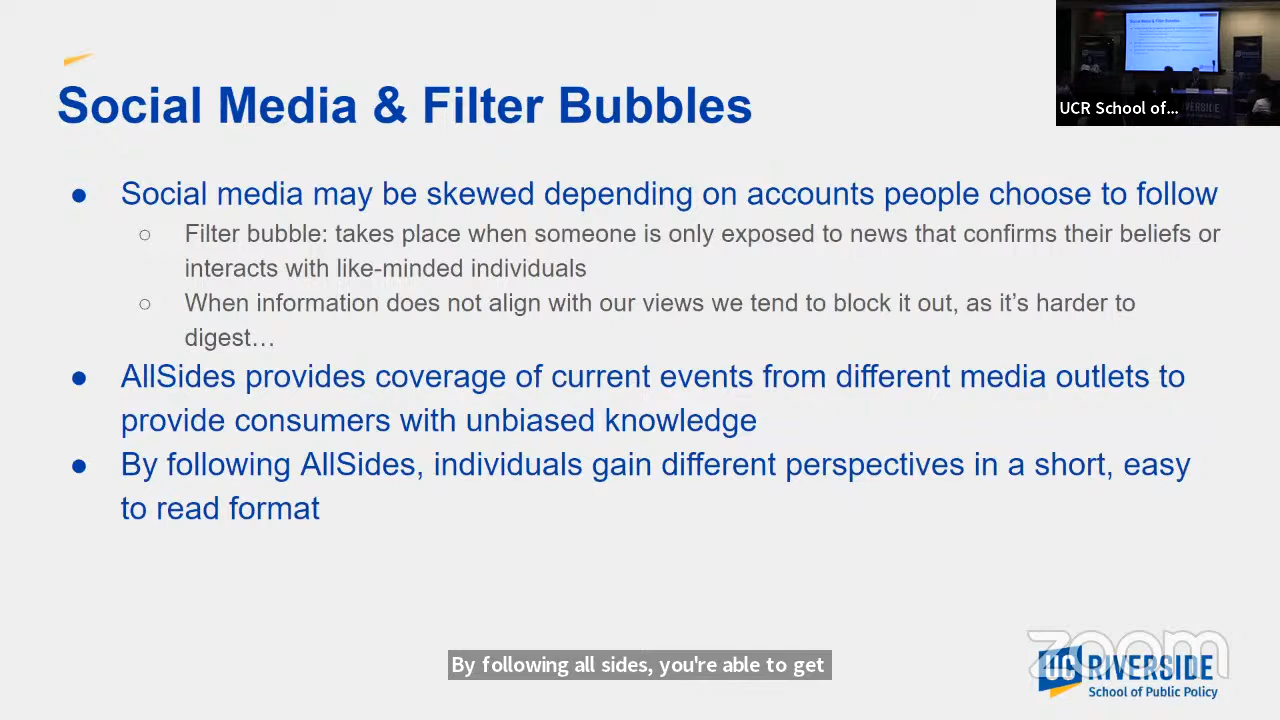 Social Media & Filter Bubbles
UCR School of...
● Social media may be skewed depending on accounts people choose to follow
○ Filter bubble: takes place when someone is only exposed to news that confirms their beliefs or
interacts with like-minded individuals
○ When information does not align with our views we tend to block it out, as it's harder to
digest…
● AllSides provides coverage of current events from different media outlets to
provide consumers with unbiased knowledge
● By following AllSides, individuals gain different perspectives in a short, easy
to read format
By following all sides, you're able to get
zoom
UC RIVERSIDE
School of Public Policy